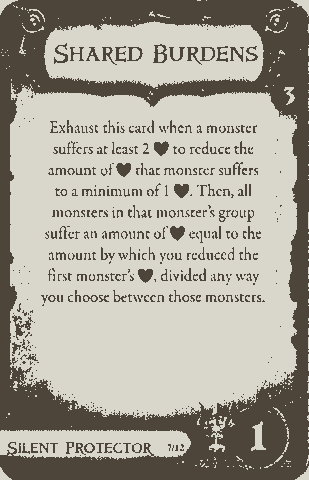 Shared Burdens
3
Exhaust this card when a monster
suffers at least 2 ♥ to reduce the
amount of ♥ that monster suffers
to a minimum of 1 ♥. Then, all
monsters in that monster's group
suffer an amount of ♥ equal to the
amount by which you reduced the
first monster's ♥, divided any way
you choose between those monsters.
Silent Protector 7/12
1